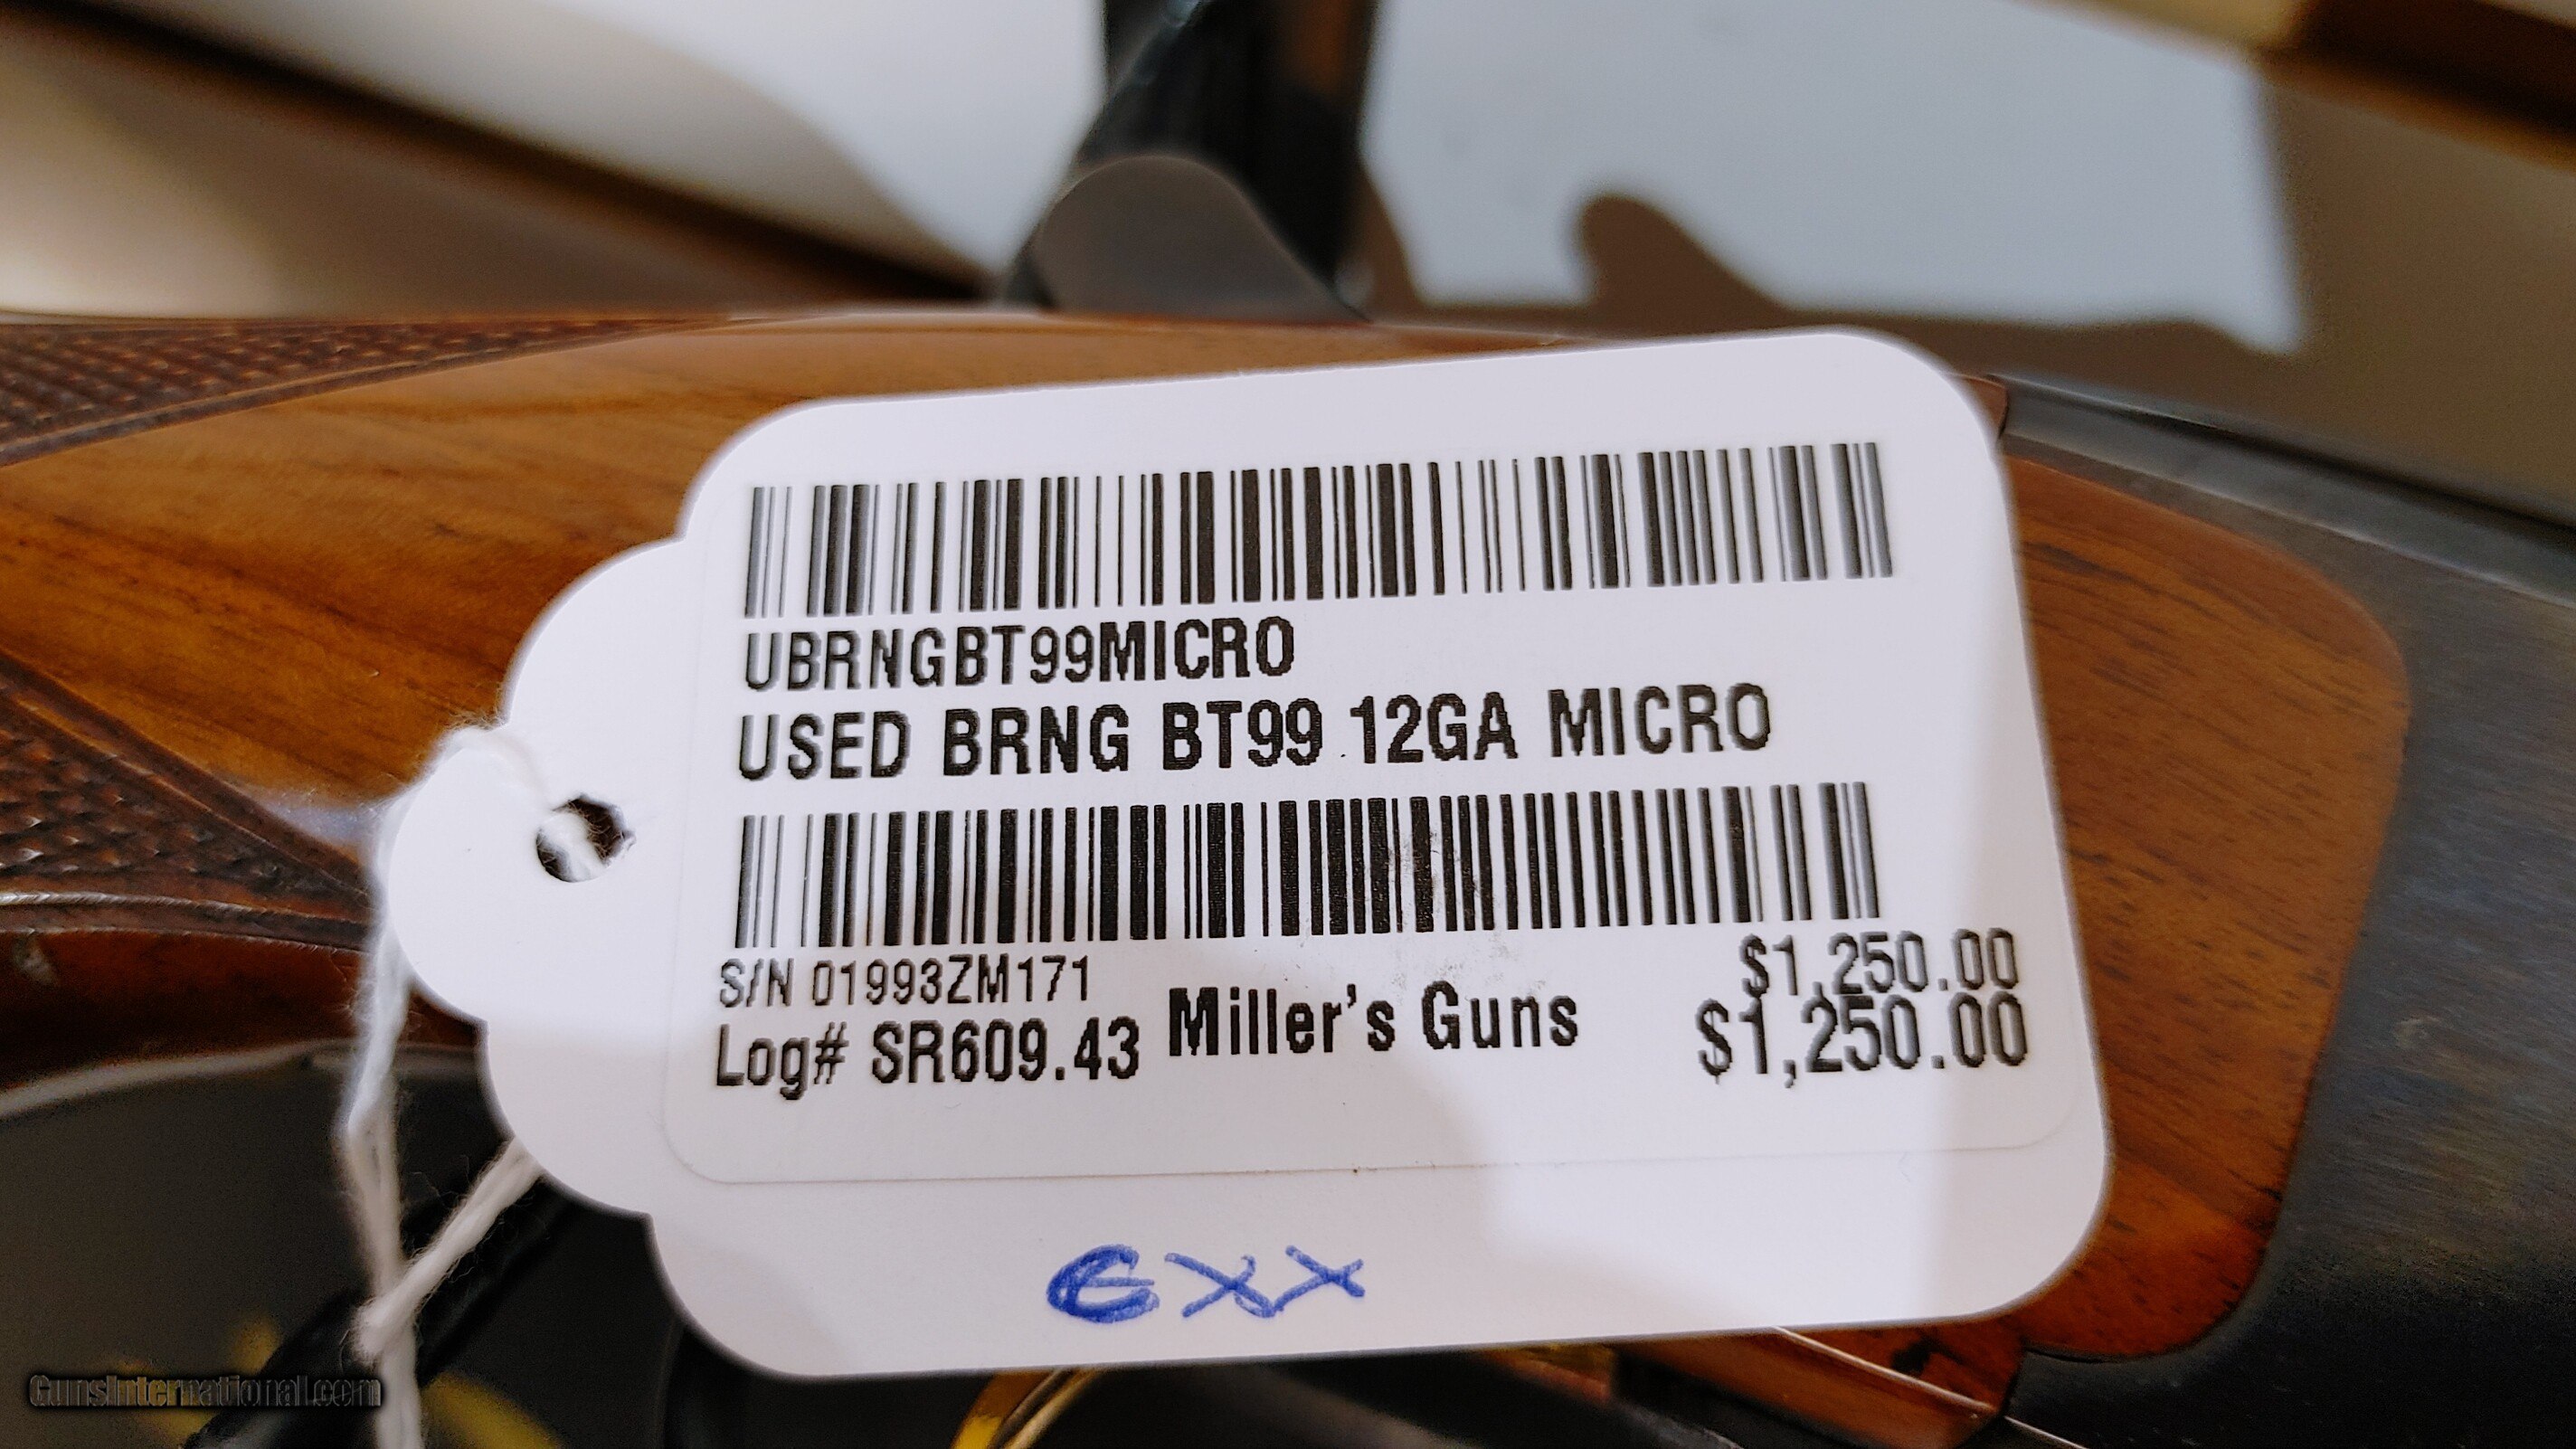 UBRNGBT99MICRO
USED BRNG BT99 12GA MICRO
S/N 01993ZM171
$1,250.00
Log# SR609.43 Miller's Guns $1,250.00
GXX
GunsInternational.com